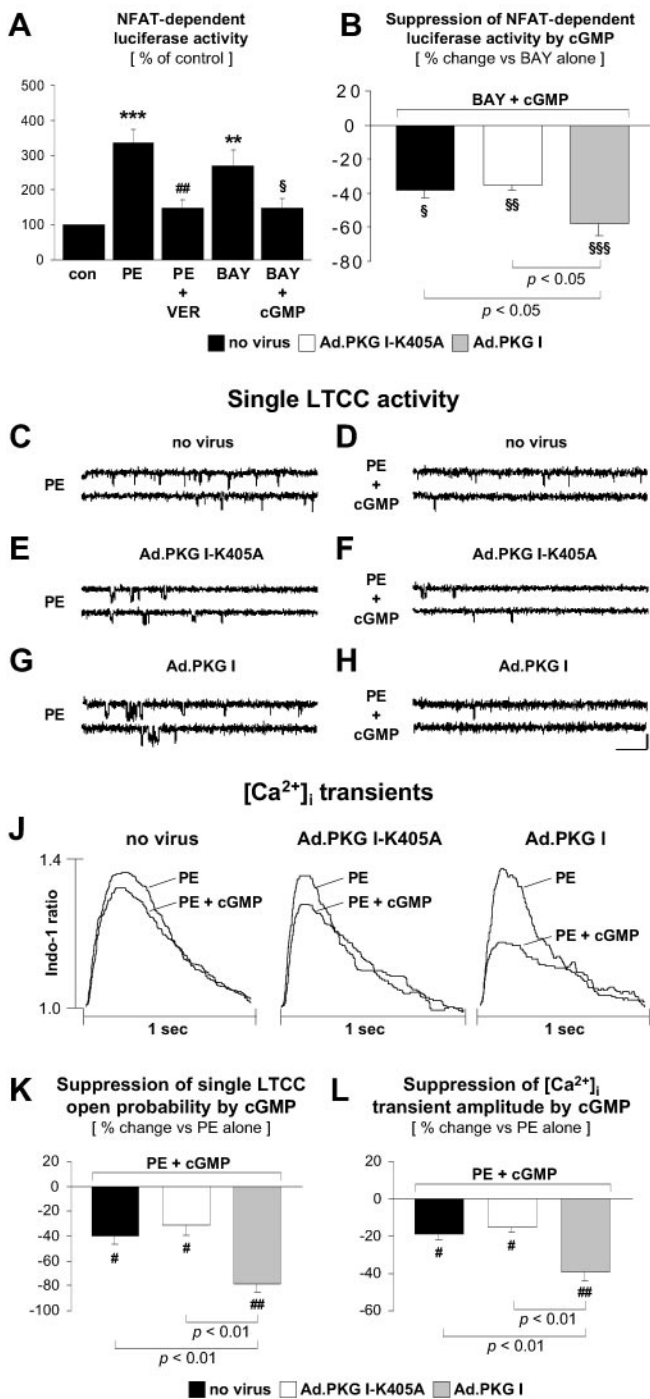 A
NFAT-dependent
luciferase activity
[ % of control ]
500
400
300
200
100
0
***
##
**
§
con
PE
PE
+
VER
BAY
BAY
+
cGMP
B
Suppression of NFAT-dependent
luciferase activity by cGMP
[ % change vs BAY alone ]
20
0
-20
-40
-60
-80
BAY + cGMP
§
§§
§§§
p < 0.05
p < 0.05
no virus Ad.PKG I-K405A Ad.PKG I
Single LTCC activity
C
no virus
PE
D
no virus
PE
+
cGMP
E
Ad.PKG I-K405A
PE
F
Ad.PKG I-K405A
PE
+
cGMP
G
Ad.PKG I
PE
H
Ad.PKG I
PE
+
cGMP
[Ca²⁺]ᵢ transients
J
no virus
Ad.PKG I-K405A
Ad.PKG I
1.4
Indo-1 ratio
1.0
PE
PE + cGMP
PE
PE + cGMP
PE
PE + cGMP
1 sec
1 sec
1 sec
K
Suppression of single LTCC
open probability by cGMP
[ % change vs PE alone ]
20
0
-20
-40
-60
-80
-100
PE + cGMP
#
#
##
p < 0.01
p < 0.01
L
Suppression of [Ca²⁺]ᵢ
transient amplitude by cGMP
[ % change vs PE alone ]
20
0
-20
-40
-60
PE + cGMP
#
#
##
p < 0.01
p < 0.01
no virus Ad.PKG I-K405A Ad.PKG I